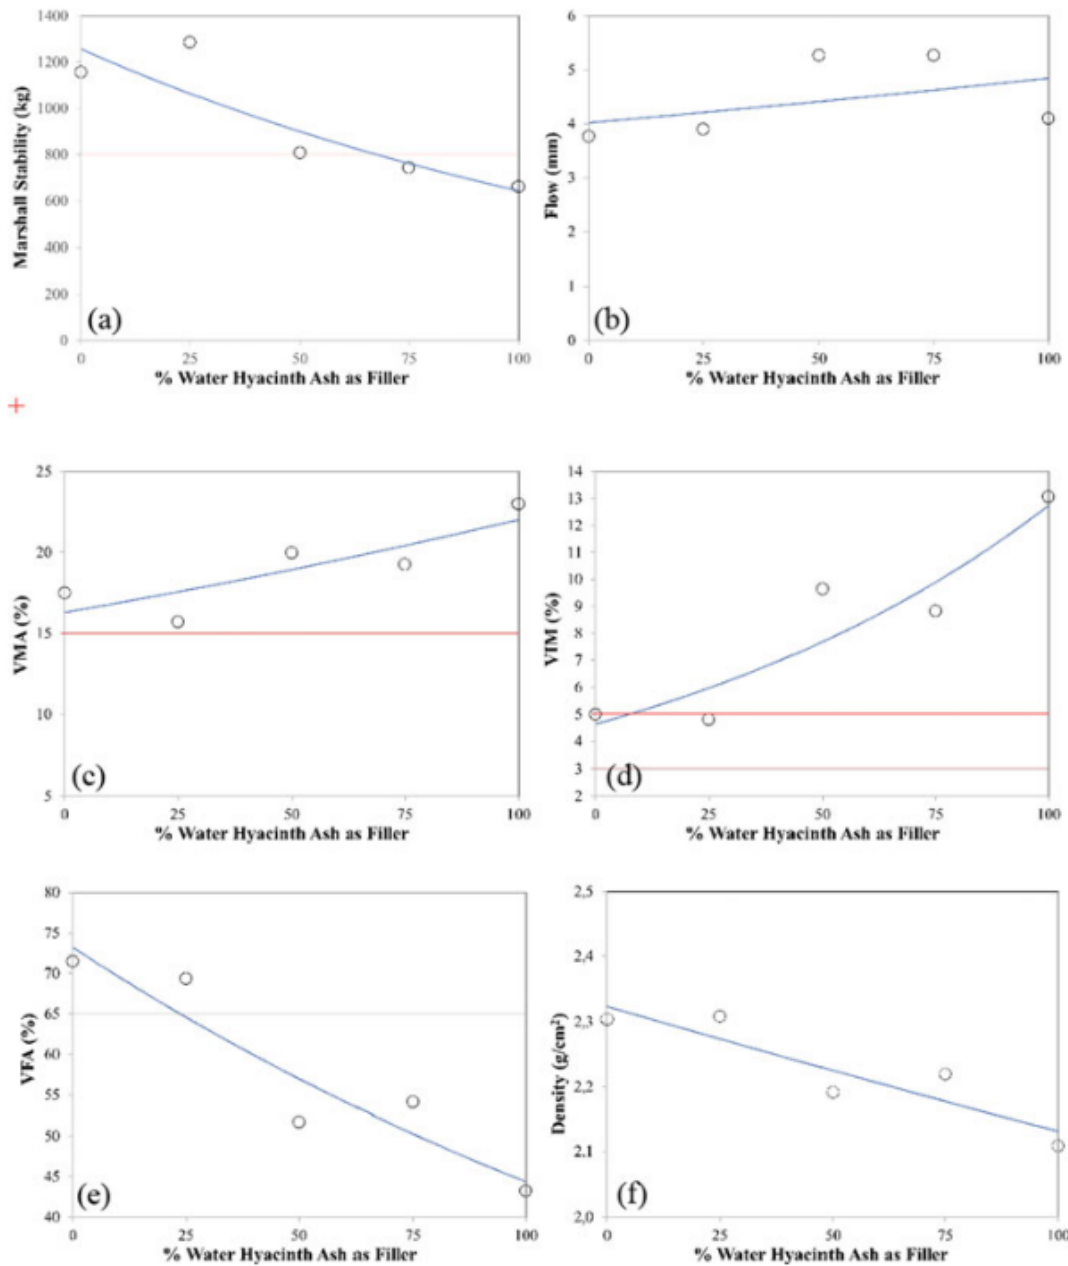 1400
1200
1000
800
600
400
200
0
Marshall Stability (kg)
(a)
0 25 50 75 100
% Water Hyacinth Ash as Filler
6
5
4
3
2
1
0
Flow (mm)
(b)
0 25 50 75 100
% Water Hyacinth Ash as Filler
25
20
15
10
5
VMA (%)
(c)
0 25 50 75 100
% Water Hyacinth Ash as Filler
14
13
12
11
10
9
8
7
6
5
4
3
2
VIM (%)
(d)
0 25 50 75 100
% Water Hyacinth Ash as Filler
80
75
70
65
60
55
50
45
40
VFA (%)
(e)
0 25 50 75 100
% Water Hyacinth Ash as Filler
2,5
2,4
2,3
2,2
2,1
2,0
Density (g/cm²)
(f)
0 25 50 75 100
% Water Hyacinth Ash as Filler